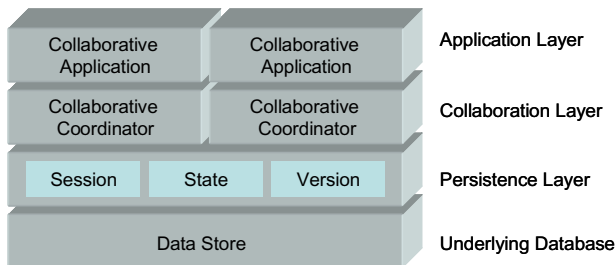 Collaborative
Application
Collaborative
Application
Application Layer
Collaborative
Coordinator
Collaborative
Coordinator
Collaboration Layer
Session
State
Version
Persistence Layer
Data Store
Underlying Database